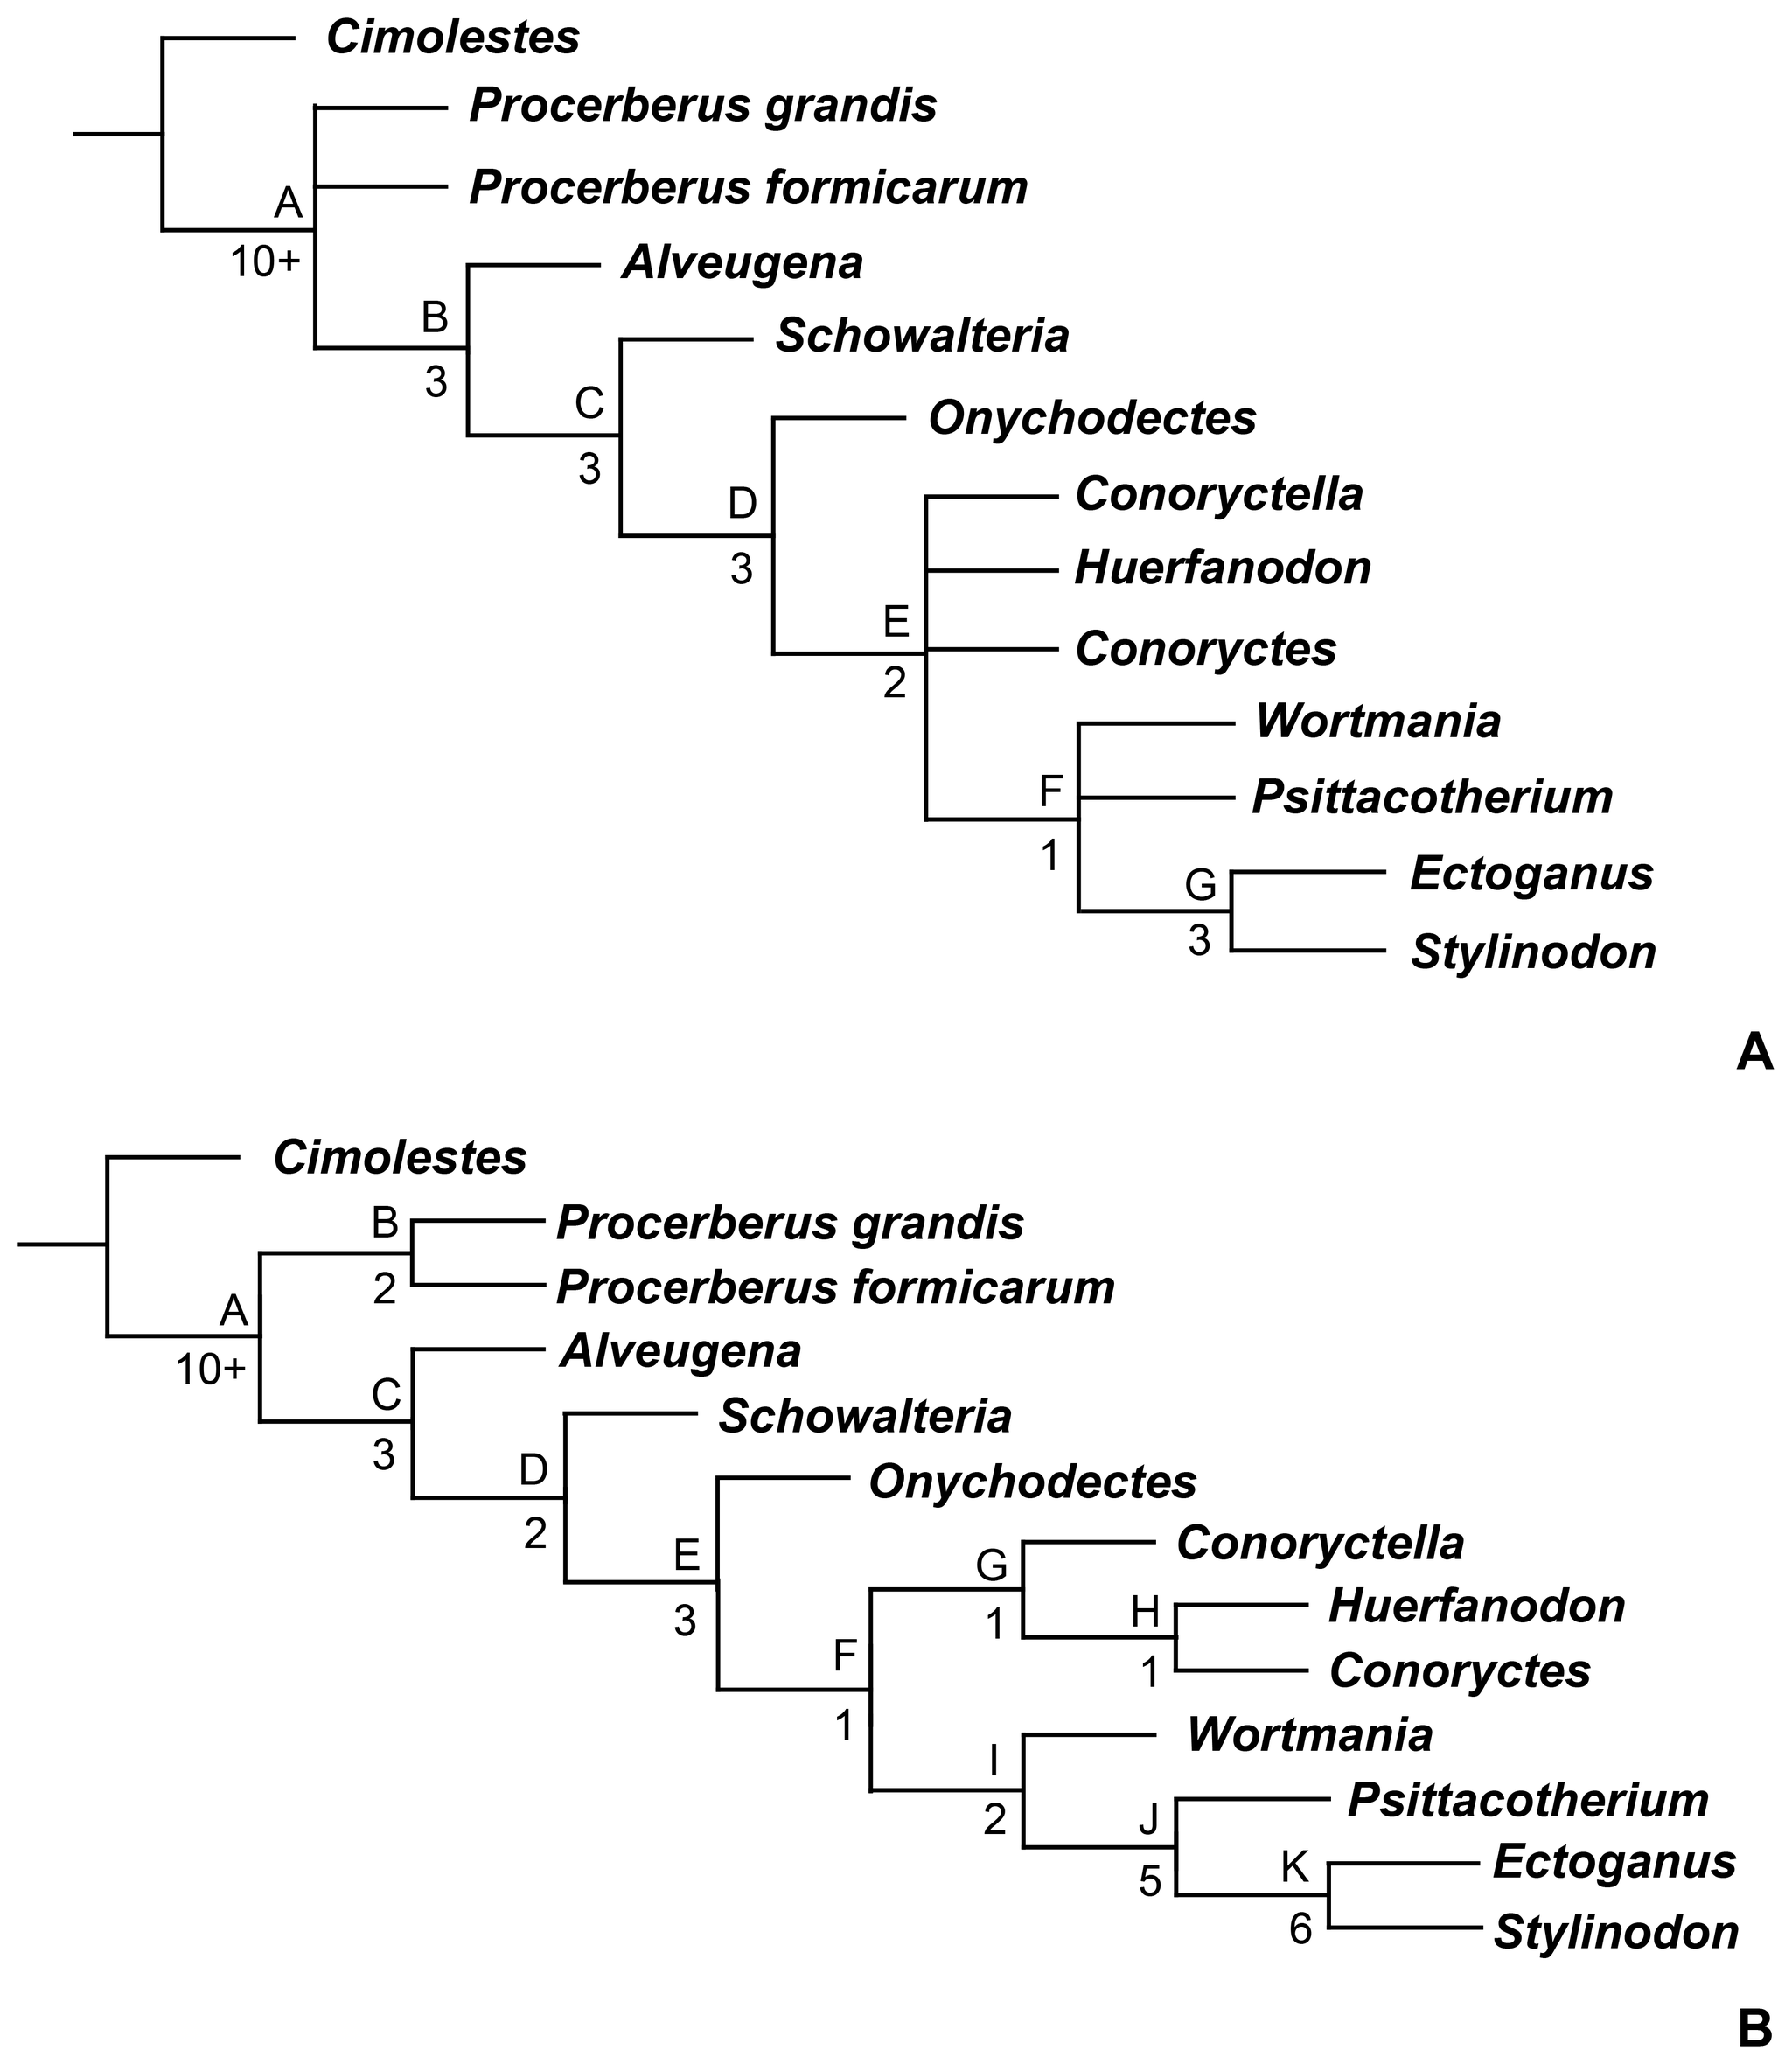 Cimolestes
Procerberus grandis
Procerberus formicarum
A
10+
Alveugena
B
3
Schowalteria
C
3
Onychodectes
D
3
Conoryctella
Huerfanodon
E
Conoryctes
2
Wortmania
F
Psittacotherium
1
Ectoganus
G
3
Stylinodon
A
Cimolestes
B
Procerberus grandis
2
Procerberus formicarum
A
10+
Alveugena
C
3
Schowalteria
D
2
Onychodectes
E
3
Conoryctella
G
1
Huerfanodon
H
1
Conoryctes
F
1
Wortmania
I
2
Psittacotherium
J
5
Ectoganus
K
6
Stylinodon
B